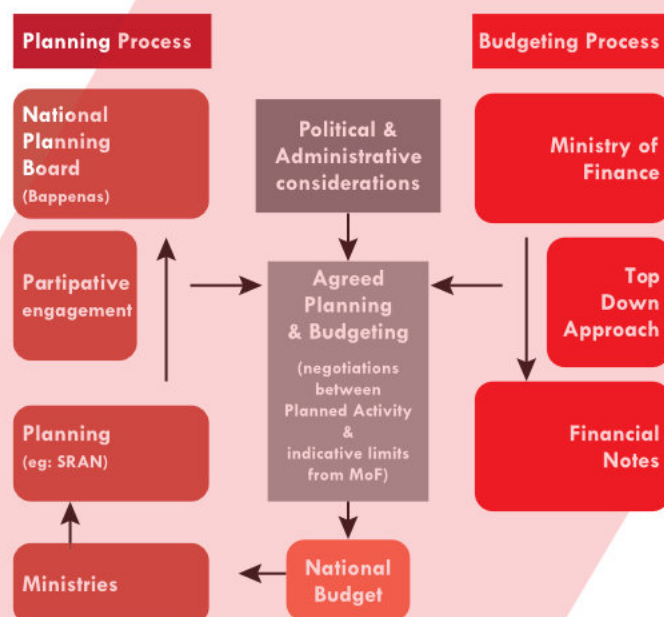 Planning Process
Budgeting Process
National
Planning
Board
(Bappenas)
Political &
Administrative
considerations
Ministry of
Finance
Partipative
engagement
Agreed
Planning
& Budgeting
(negotiations
between
Planned Activity
&
indicative limits
from MoF)
Top
Down
Approach
Planning
(eg: SRAN)
Financial
Notes
Ministries
National
Budget